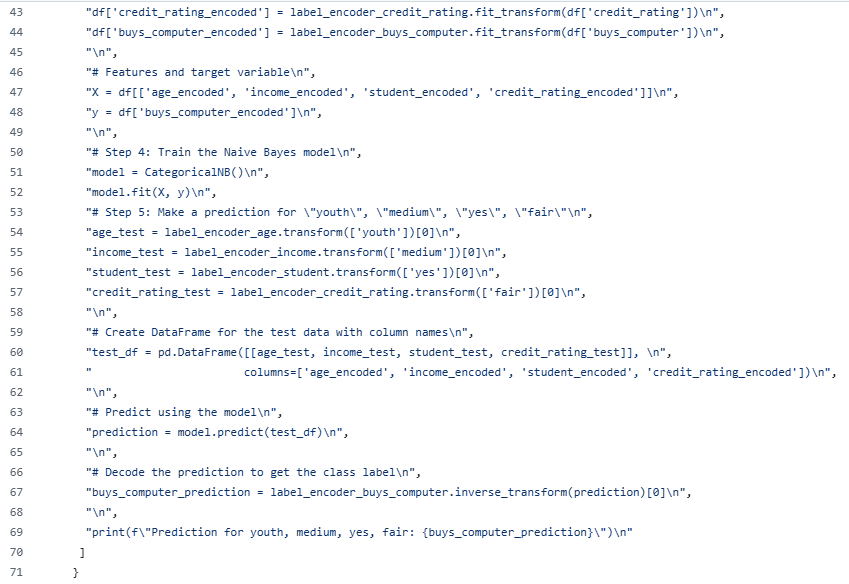 43 "df['credit_rating_encoded'] = label_encoder_credit_rating.fit_transform(df['credit_rating'])\n",
44 "df['buys_computer_encoded'] = label_encoder_buys_computer.fit_transform(df['buys_computer'])\n",
45 "\n",
46 "# Features and target variable\n",
47 "X = df[['age_encoded', 'income_encoded', 'student_encoded', 'credit_rating_encoded']]\n",
48 "y = df['buys_computer_encoded']\n",
49 "\n",
50 "# Step 4: Train the Naive Bayes model\n",
51 "model = CategoricalNB()\n",
52 "model.fit(X, y)\n",
53 "# Step 5: Make a prediction for \"youth\", \"medium\", \"yes\", \"fair\"\n",
54 "age_test = label_encoder_age.transform(['youth'])[0]\n",
55 "income_test = label_encoder_income.transform(['medium'])[0]\n",
56 "student_test = label_encoder_student.transform(['yes'])[0]\n",
57 "credit_rating_test = label_encoder_credit_rating.transform(['fair'])[0]\n",
58 "\n",
59 "# Create DataFrame for the test data with column names\n",
60 "test_df = pd.DataFrame([[age_test, income_test, student_test, credit_rating_test]], \n",
61 "                       columns=['age_encoded', 'income_encoded', 'student_encoded', 'credit_rating_encoded'])\n",
62 "\n",
63 "# Predict using the model\n",
64 "prediction = model.predict(test_df)\n",
65 "\n",
66 "# Decode the prediction to get the class label\n",
67 "buys_computer_prediction = label_encoder_buys_computer.inverse_transform(prediction)[0]\n",
68 "\n",
69 "print(f\"Prediction for youth, medium, yes, fair: {buys_computer_prediction}\")\n"
70 ]
71 }